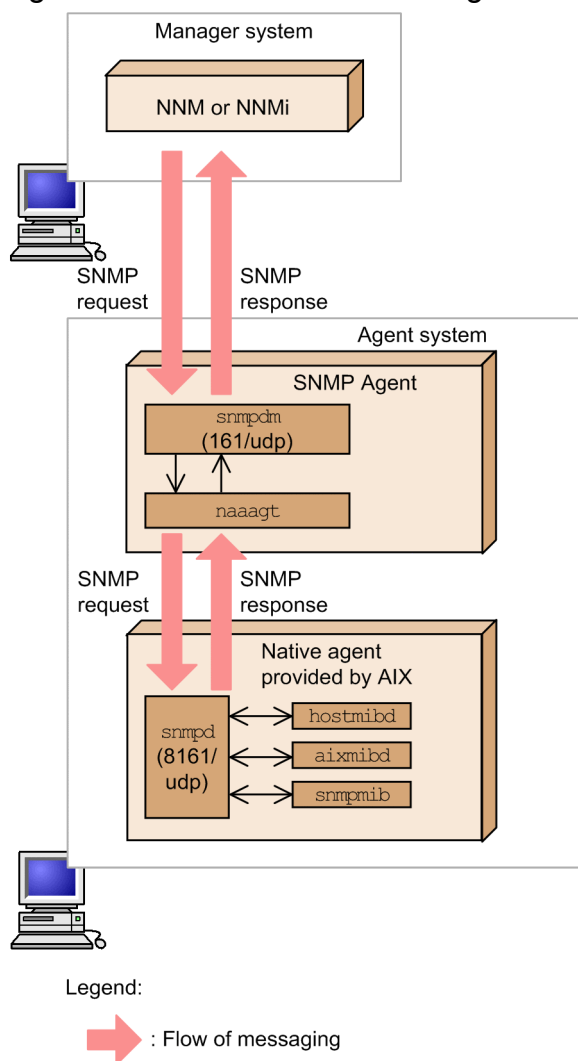 Manager system
NNM or NNMi
SNMP
request
SNMP
response
Agent system
SNMP Agent
snmpdm
(161/udp)
naaagt
SNMP
request
SNMP
response
Native agent
provided by AIX
snmpd
(8161/
udp)
hostmibd
aixmibd
snmpmib
Legend:
: Flow of messaging